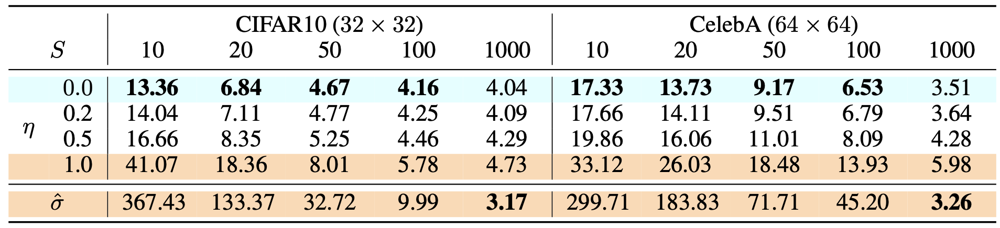 CIFAR10 (32 × 32) CelebA (64 × 64)
S 10 20 50 100 1000 10 20 50 100 1000
0.0 13.36 6.84 4.67 4.16 4.04 17.33 13.73 9.17 6.53 3.51
0.2 14.04 7.11 4.77 4.25 4.09 17.66 14.11 9.51 6.79 3.64
η
0.5 16.66 8.35 5.25 4.46 4.29 19.86 16.06 11.01 8.09 4.28
1.0 41.07 18.36 8.01 5.78 4.73 33.12 26.03 18.48 13.93 5.98
σ̂ 367.43 133.37 32.72 9.99 3.17 299.71 183.83 71.71 45.20 3.26